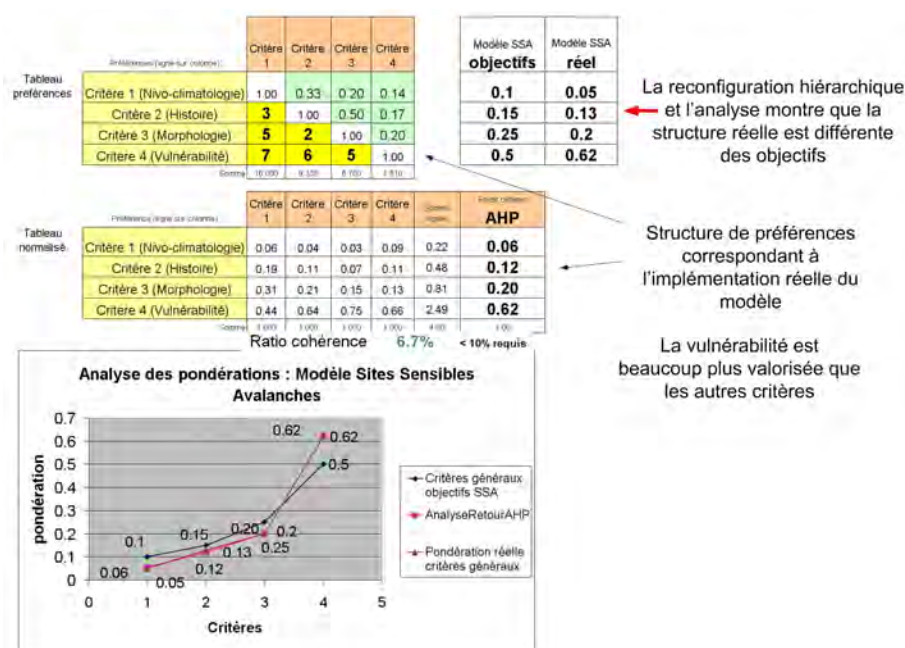 Critère 1 Critère 2 Critère 3 Critère 4
Préférences (ligne sur colonne)
Tableau préférences
Critère 1 (Nivo-climatologie) 1.00 0.33 0.20 0.14
Critère 2 (Histoire) 3 1.00 0.50 0.17
Critère 3 (Morphologie) 5 2 1.00 0.20
Critere 4 (Vulnérabilité) 7 6 5 1.00
Somme
Modèle SSA objectifs Modèle SSA réel
0.1 0.05
0.15 0.13
0.25 0.2
0.5 0.62
La reconfiguration hiérarchique
et l'analyse montre que la
structure réelle est différente
des objectifs
Critère 1 Critère 2 Critère 3 Critère 4 AHP
Préférence (ligne sur colonne)
Tableau normalisé
Critère 1 (Nivo-climatologie) 0.06 0.04 0.03 0.09 0.22 0.06
Critère 2 (Histoire) 0.19 0.11 0.07 0.11 0.48 0.12
Critère 3 (Morphologie) 0.31 0.21 0.15 0.13 0.81 0.20
Critere 4 (Vulnérabilité) 0.44 0.64 0.75 0.66 2.49 0.62
Somme
Ratio cohérence 6.7% < 10% requis
Structure de préférences
correspondant à
l'implémentation réelle du
modèle
La vulnérabilité est
beaucoup plus valorisée que
les autres critères
Analyse des pondérations : Modèle Sites Sensibles
Avalanches
pondération
0.7
0.6
0.5
0.4
0.3
0.2
0.1
0
0.62 0.62
0.5
0.1 0.15 0.20 0.2
0.13 0.25
0.06 0.05 0.12
0 1 2 3 4 5
Critères
Critères généraux
objectifs SSA
AnalyseRetourAHP
Pondération réelle
critères généraux